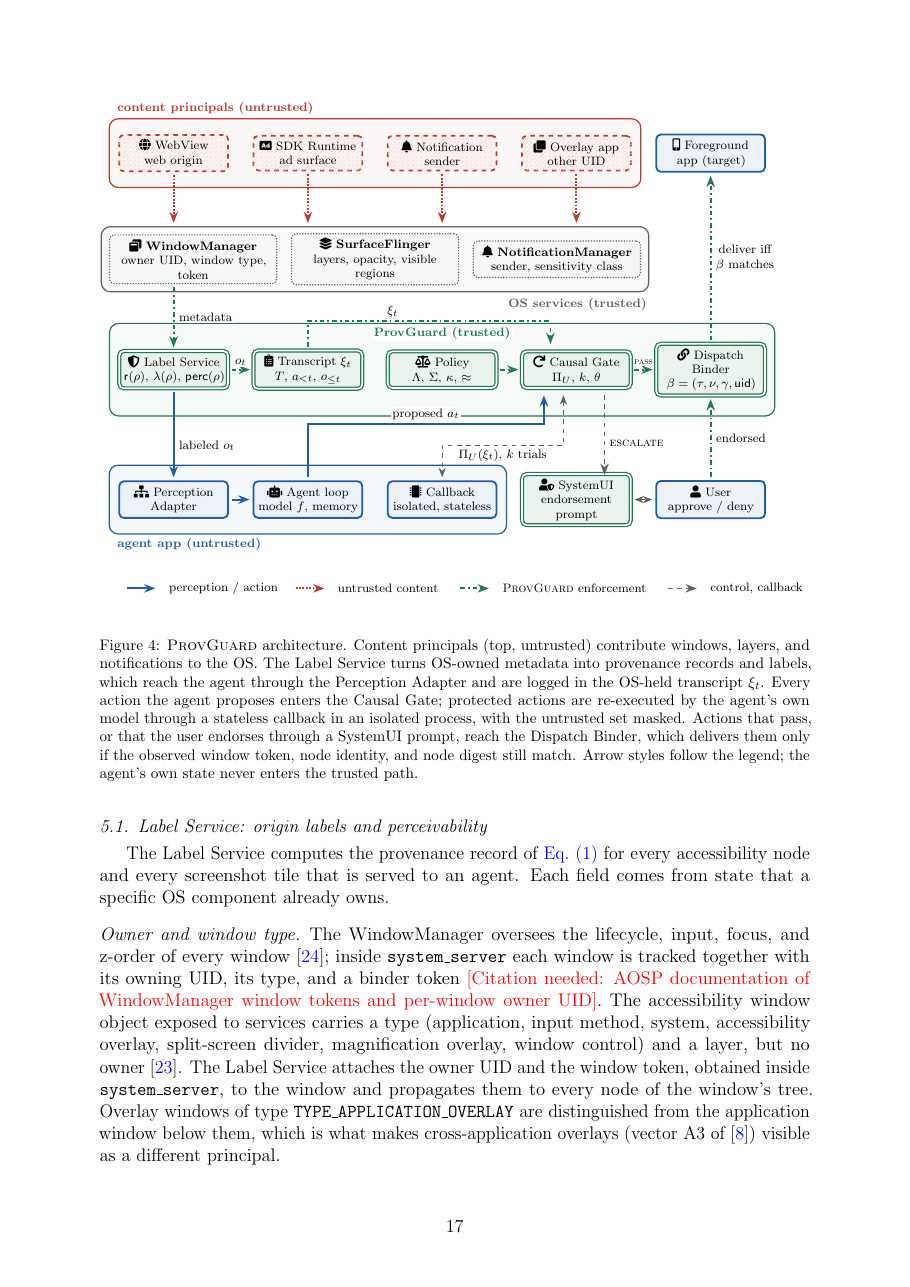 content principals (untrusted)
WebView
web origin
SDK Runtime
ad surface
Notification
sender
Overlay app
other UID
Foreground
app (target)
WindowManager
owner UID, window type,
token
SurfaceFlinger
layers, opacity, visible
regions
NotificationManager
sender, sensitivity class
deliver iff
β matches
OS services (trusted)
metadata
ξt
ProvGuard (trusted)
Label Service
r(ρ), λ(ρ), perc(ρ)
ot
Transcript ξt
T, a<t, o≤t
Policy
Λ, Σ, κ, ≈
Causal Gate
ΠU, k, θ
PASS
Dispatch
Binder
β = (τ, ν, γ, uid)
proposed at
labeled ot
ΠU(ξt), k trials
ESCALATE
endorsed
Perception
Adapter
Agent loop
model f, memory
Callback
isolated, stateless
SystemUI
endorsement
prompt
User
approve / deny
agent app (untrusted)
perception / action
untrusted content
ProvGuard enforcement
control, callback
Figure 4: ProvGuard architecture. Content principals (top, untrusted) contribute windows, layers, and
notifications to the OS. The Label Service turns OS-owned metadata into provenance records and labels,
which reach the agent through the Perception Adapter and are logged in the OS-held transcript ξt. Every
action the agent proposes enters the Causal Gate; protected actions are re-executed by the agent's own
model through a stateless callback in an isolated process, with the untrusted set masked. Actions that pass,
or that the user endorses through a SystemUI prompt, reach the Dispatch Binder, which delivers them only
if the observed window token, node identity, and node digest still match. Arrow styles follow the legend; the
agent's own state never enters the trusted path.
5.1. Label Service: origin labels and perceivability
The Label Service computes the provenance record of Eq. (1) for every accessibility node
and every screenshot tile that is served to an agent. Each field comes from state that a
specific OS component already owns.
Owner and window type. The WindowManager oversees the lifecycle, input, focus, and
z-order of every window [24]; inside system_server each window is tracked together with
its owning UID, its type, and a binder token [Citation needed: AOSP documentation of
WindowManager window tokens and per-window owner UID]. The accessibility window
object exposed to services carries a type (application, input method, system, accessibility
overlay, split-screen divider, magnification overlay, window control) and a layer, but no
owner [23]. The Label Service attaches the owner UID and the window token, obtained inside
system_server, to the window and propagates them to every node of the window's tree.
Overlay windows of type TYPE_APPLICATION_OVERLAY are distinguished from the application
window below them, which is what makes cross-application overlays (vector A3 of [8]) visible
as a different principal.
17